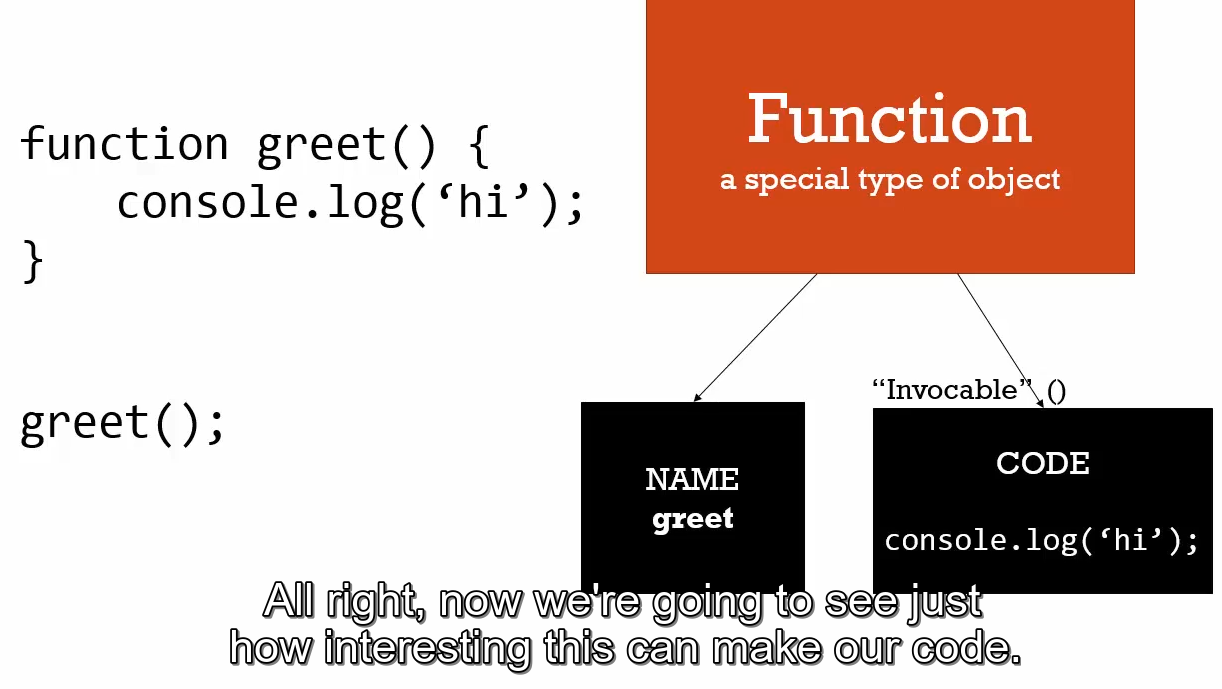 function greet() {
    console.log(‘hi’);
}
greet();
Function
a special type of object
“Invocable” ()
NAME
greet
CODE
console.log(‘hi’);
All right, now we're going to see just
how interesting this can make our code.